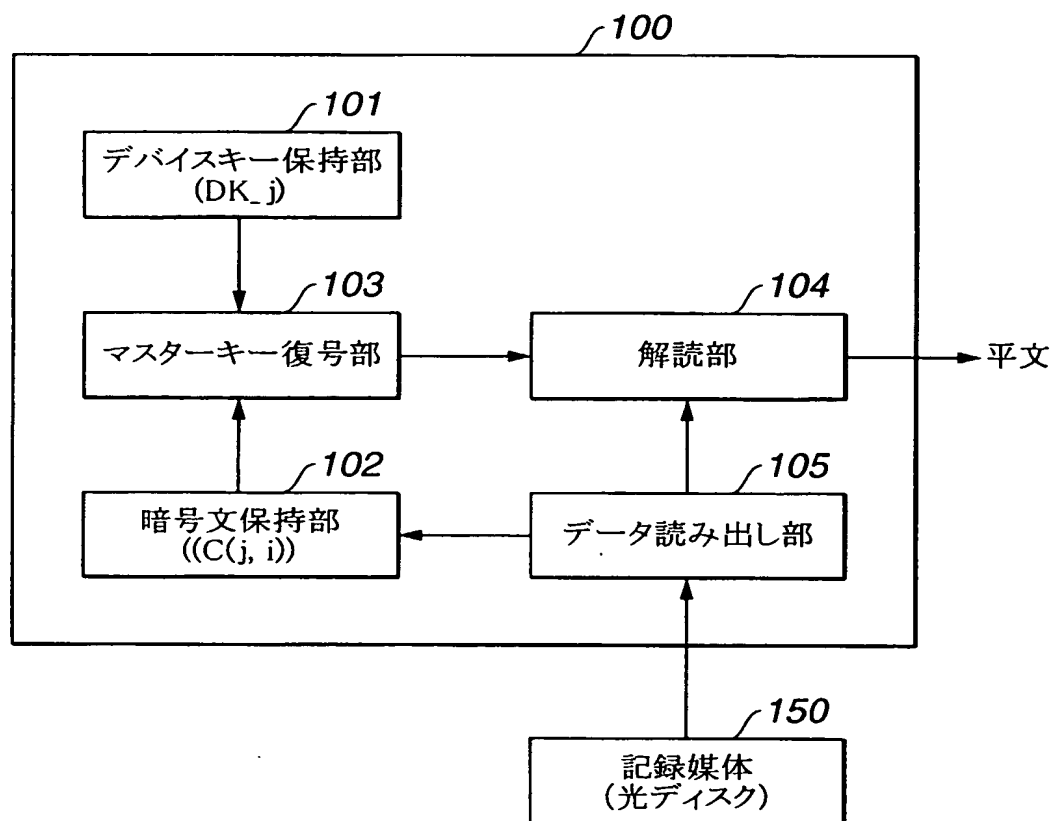 100
101
デバイスキー保持部
(DK_j)
103
マスターキー復号部
104
解読部
平文
102
暗号文保持部
((C(j, i))
105
データ読み出し部
150
記録媒体
(光ディスク)